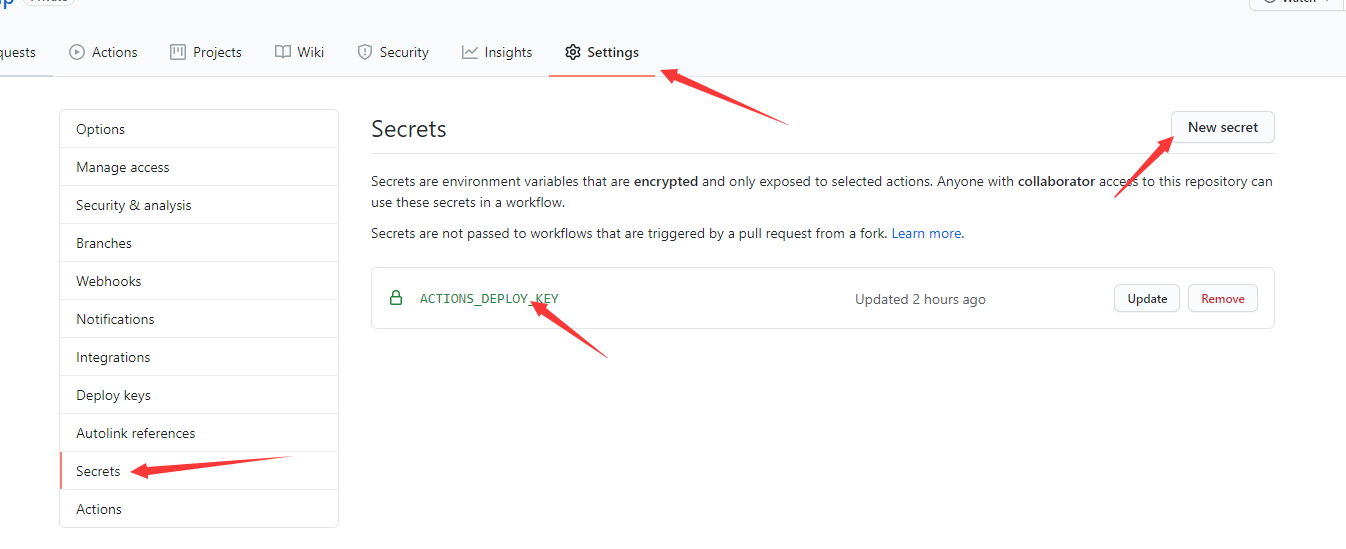 Actions
Projects
Wiki
Security
Insights
Settings
Options
Manage access
Security & analysis
Branches
Webhooks
Notifications
Integrations
Deploy keys
Autolink references
Secrets
Actions
Secrets
New secret
Secrets are environment variables that are encrypted and only exposed to selected actions. Anyone with collaborator access to this repository can
use these secrets in a workflow.
Secrets are not passed to workflows that are triggered by a pull request from a fork. Learn more.
ACTIONS_DEPLOY_KEY
Updated 2 hours ago
Update
Remove